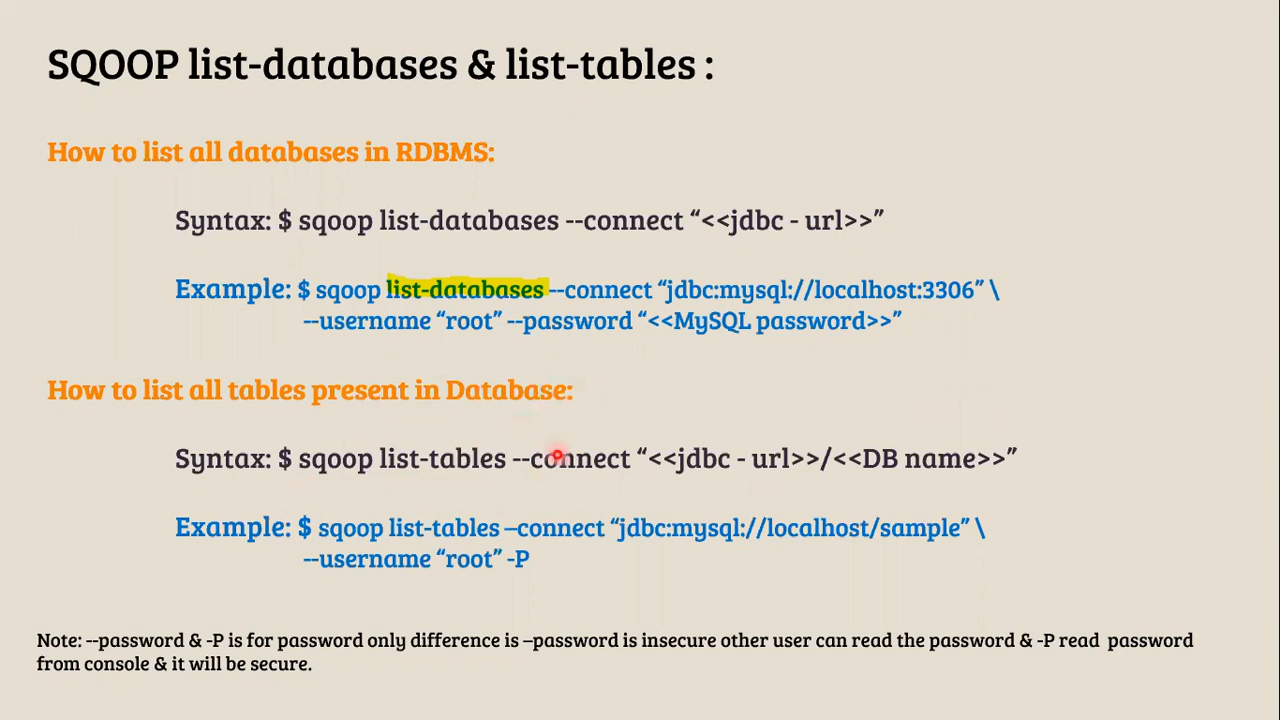 SQOOP list-databases & list-tables :
How to list all databases in RDBMS:
Syntax: $ sqoop list-databases --connect “<<jdbc - url>>”
Example: $ sqoop list-databases --connect “jdbc:mysql://localhost:3306” \
--username “root” --password “<<MySQL password>>”
How to list all tables present in Database:
Syntax: $ sqoop list-tables --connect “<<jdbc - url>>/<<DB name>>”
Example: $ sqoop list-tables –connect “jdbc:mysql://localhost/sample” \
--username “root” -P
Note: --password & -P is for password only difference is –password is insecure other user can read the password & -P read password
from console & it will be secure.